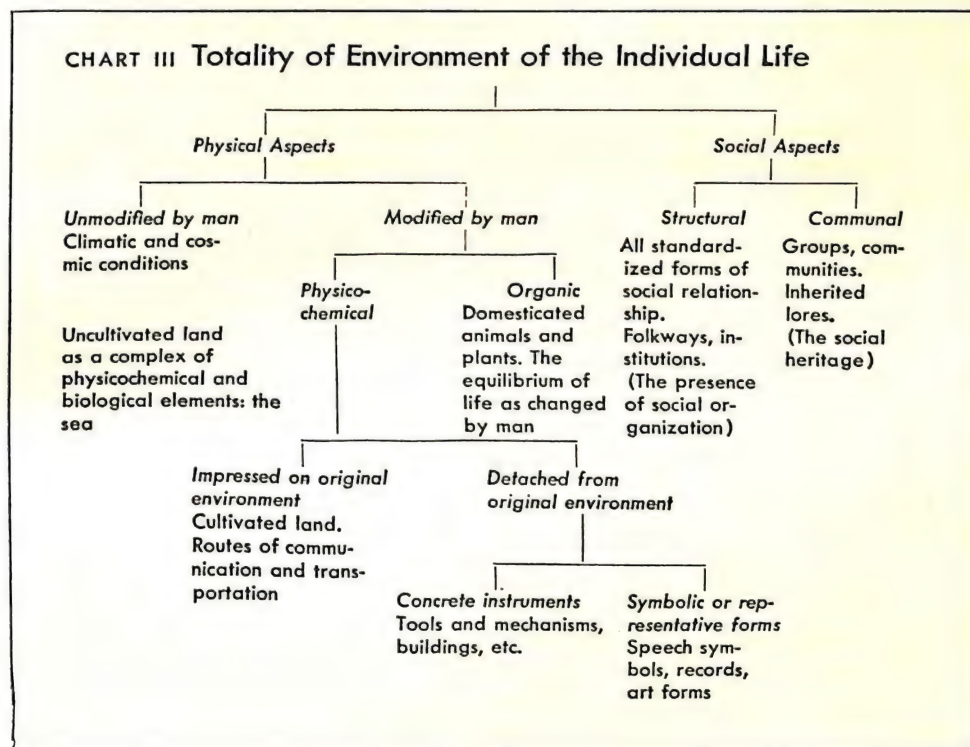 CHART III Totality of Environment of the Individual Life
Physical Aspects
Social Aspects
Unmodified by man
Climatic and cos-
mic conditions
Uncultivated land
as a complex of
physicochemical and
biological elements: the
sea
Modified by man
Physico-
chemical
Organic
Domesticated
animals and
plants. The
equilibrium of
life as changed
by man
Structural
All standard-
ized forms of
social relation-
ship.
Folkways, in-
stitutions.
(The presence
of social or-
ganization)
Communal
Groups, com-
munities.
Inherited
lores.
(The social
heritage)
Impressed on original
environment
Cultivated land.
Routes of commu-
nication and trans-
portation
Detached from
original environment
Concrete instruments
Tools and mechanisms,
buildings, etc.
Symbolic or rep-
resentative forms
Speech sym-
bols, records,
art forms